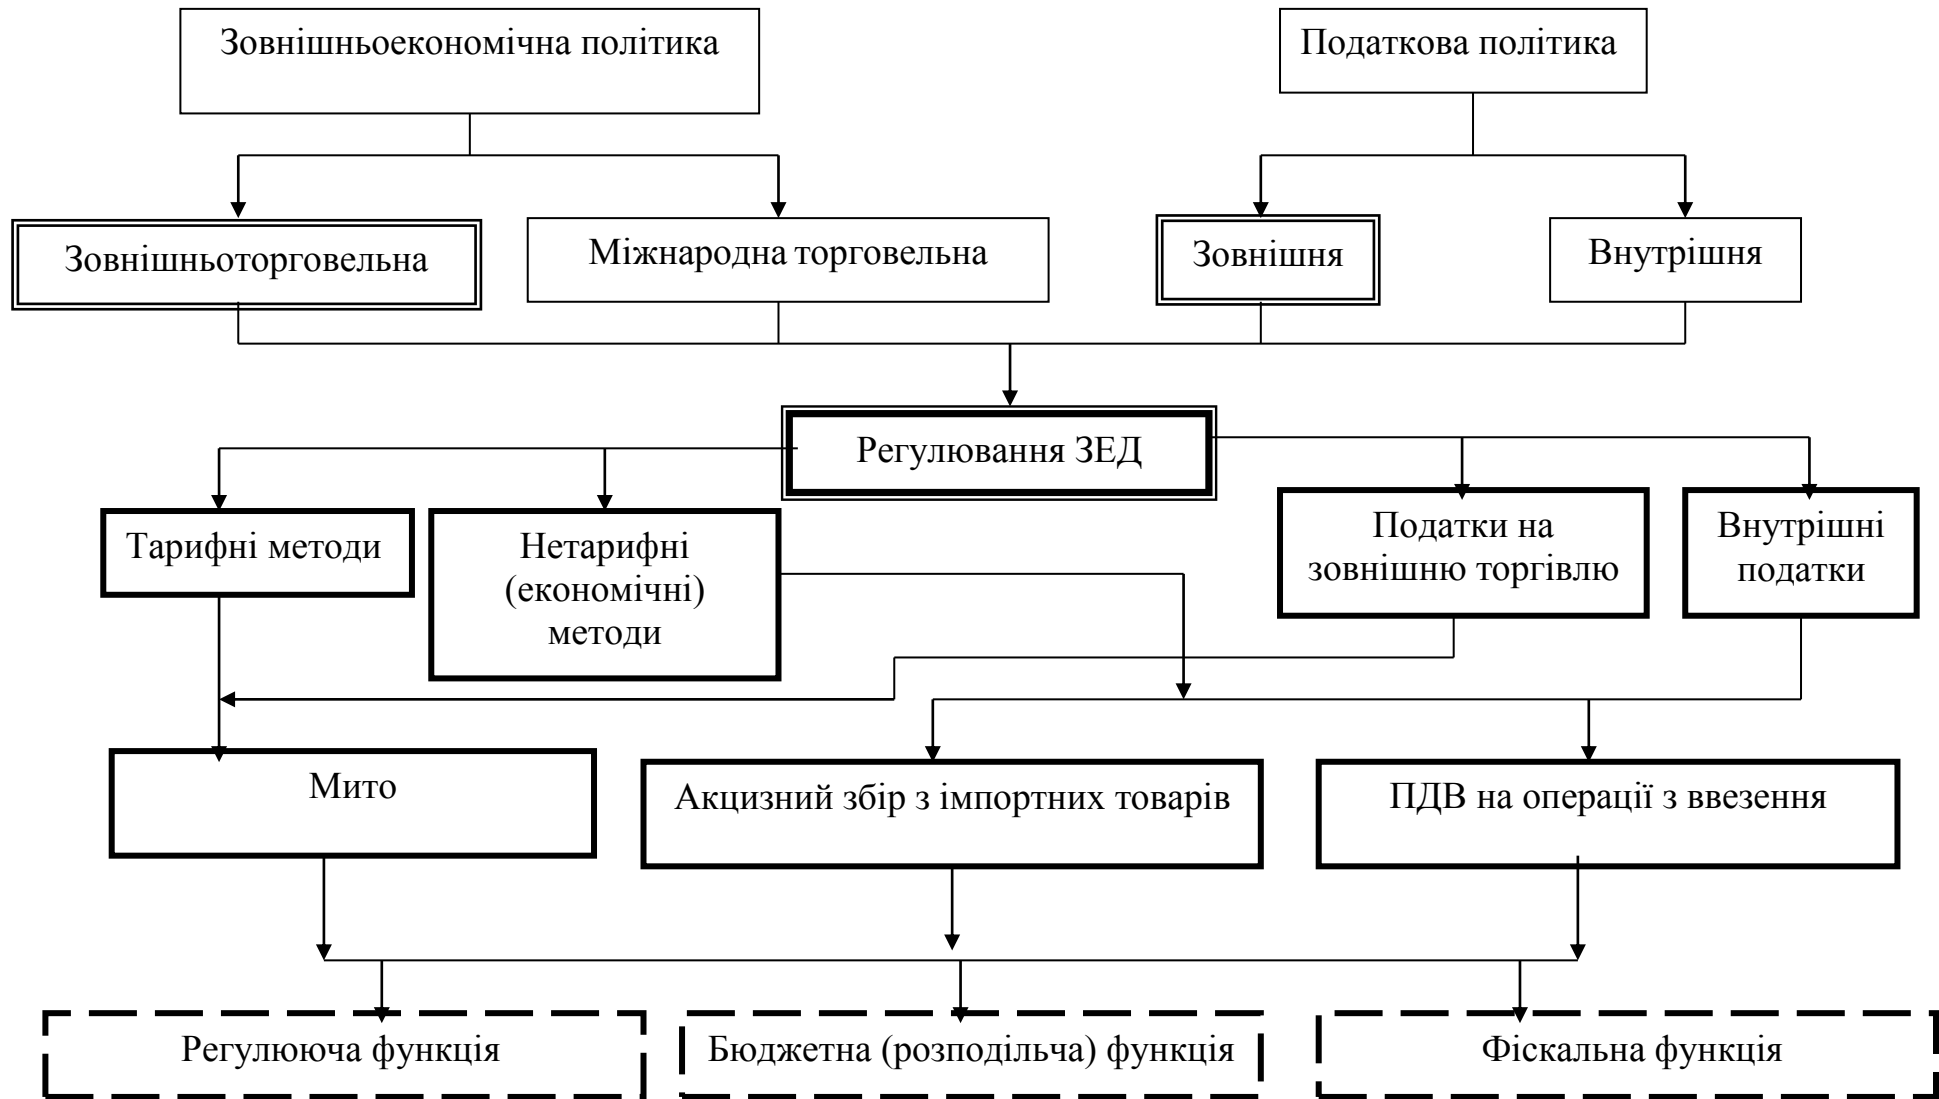 Зовнішньоекономічна політика
Податкова політика
Зовнішньоторговельна
Міжнародна торговельна
Зовнішня
Внутрішня
Регулювання ЗЕД
Тарифні методи
Нетарифні
(економічні)
методи
Податки на
зовнішню торгівлю
Внутрішні
податки
Мито
Акцизний збір з імпортних товарів
ПДВ на операції з ввезення
Регулююча функція
Бюджетна (розподільча) функція
Фіскальна функція